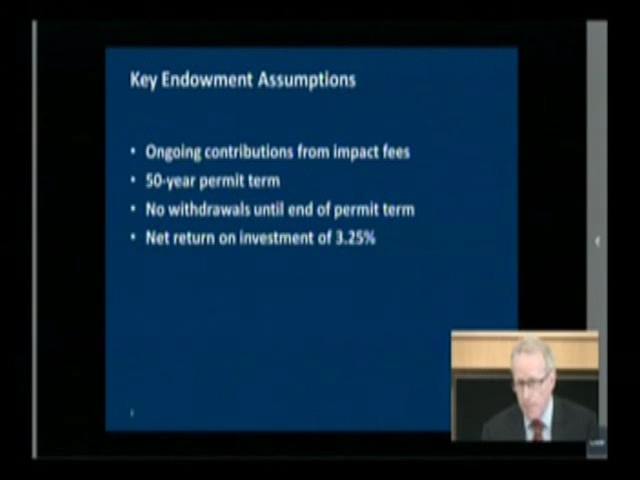 Key Endowment Assumptions
• Ongoing contributions from impact fees
• 50-year permit term
• No withdrawals until end of permit term
• Net return on investment of 3.25%